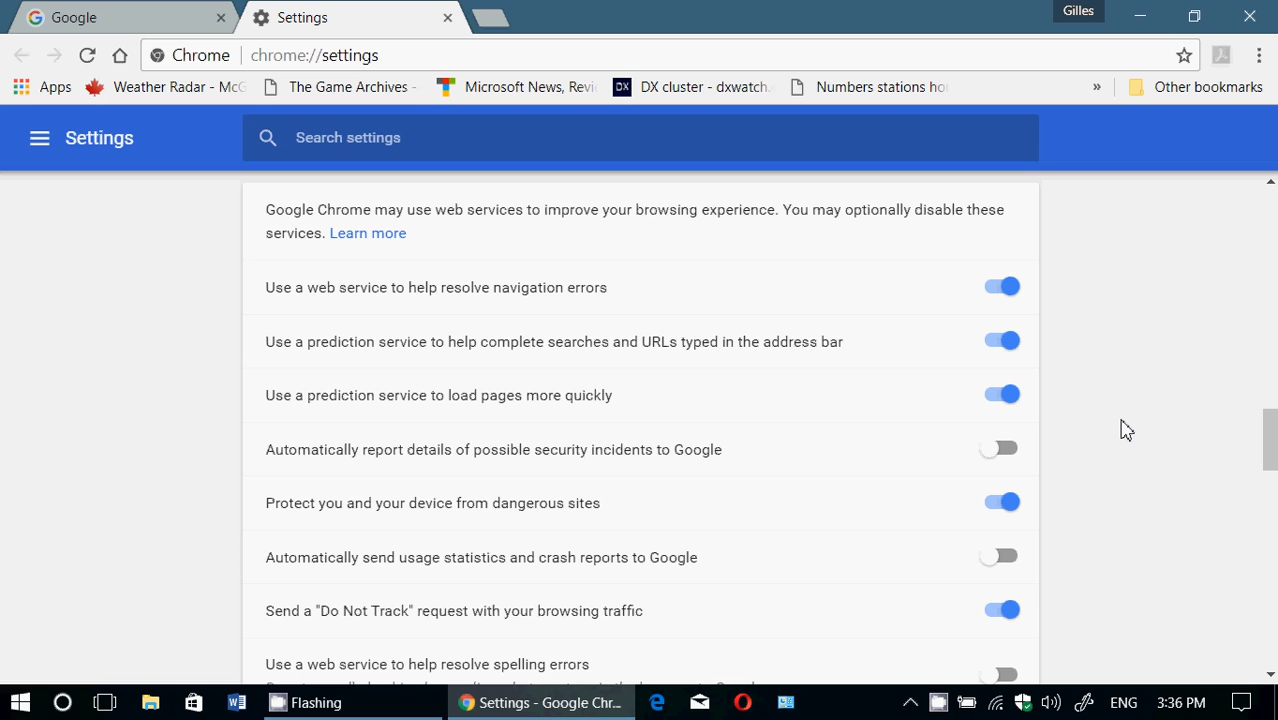 Google
Settings
Gilles
Chrome
chrome://settings
Apps
Weather Radar - McG
The Game Archives -
Microsoft News, Revi
DX
DX cluster - dxwatch.
Numbers stations ho
»
Other bookmarks
Settings
Search settings
Google Chrome may use web services to improve your browsing experience. You may optionally disable these
services. Learn more
Use a web service to help resolve navigation errors
Use a prediction service to help complete searches and URLs typed in the address bar
Use a prediction service to load pages more quickly
Automatically report details of possible security incidents to Google
Protect you and your device from dangerous sites
Automatically send usage statistics and crash reports to Google
Send a "Do Not Track" request with your browsing traffic
Use a web service to help resolve spelling errors
Flashing
Settings - Google Chr...
ENG
3:36 PM